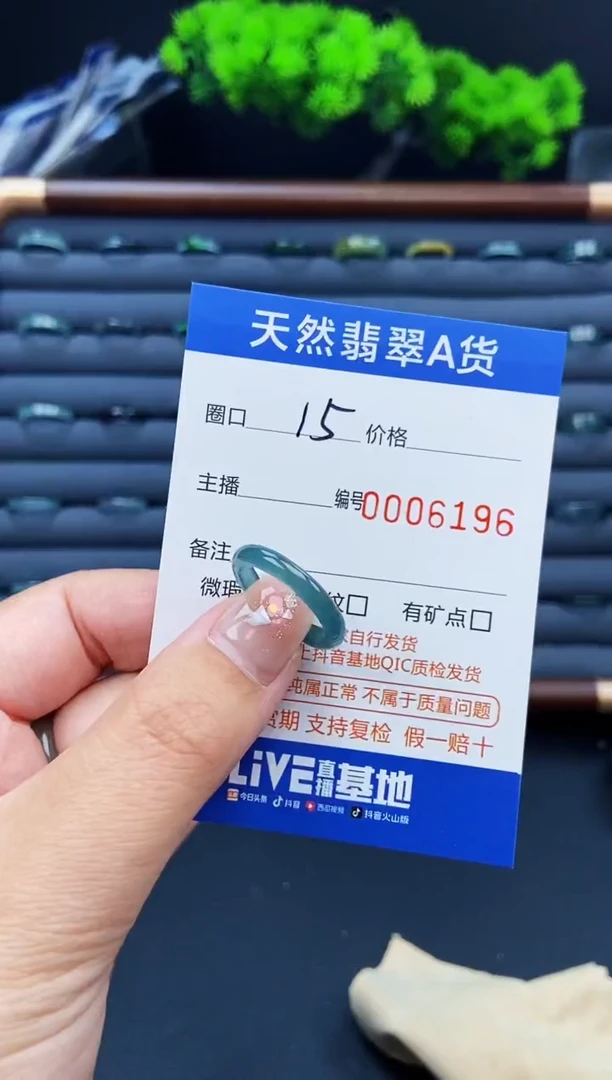 天然翡翠A货
圈口 15 价格
主播 编号 0006196
备注
微瑕 纹□ 有矿点□
自行发货
抖音基地QIC质检发货
纯属正常 不属于质量问题
货期 支持复检 假一赔十
LiVE直播基地
今日头条 抖音 西瓜视频 抖音火山版